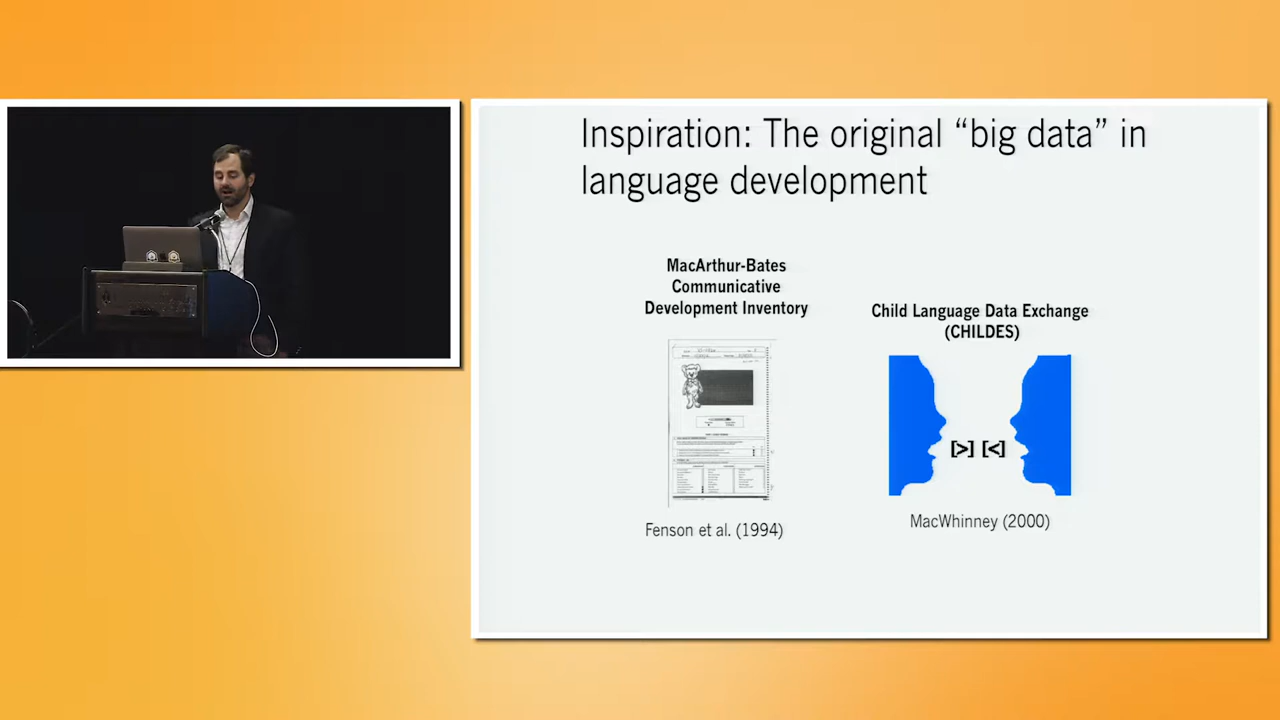 Inspiration: The original “big data” in
language development
MacArthur-Bates
Communicative
Development Inventory
Fenson et al. (1994)
Child Language Data Exchange
(CHILDES)
[>] [<]
MacWhinney (2000)